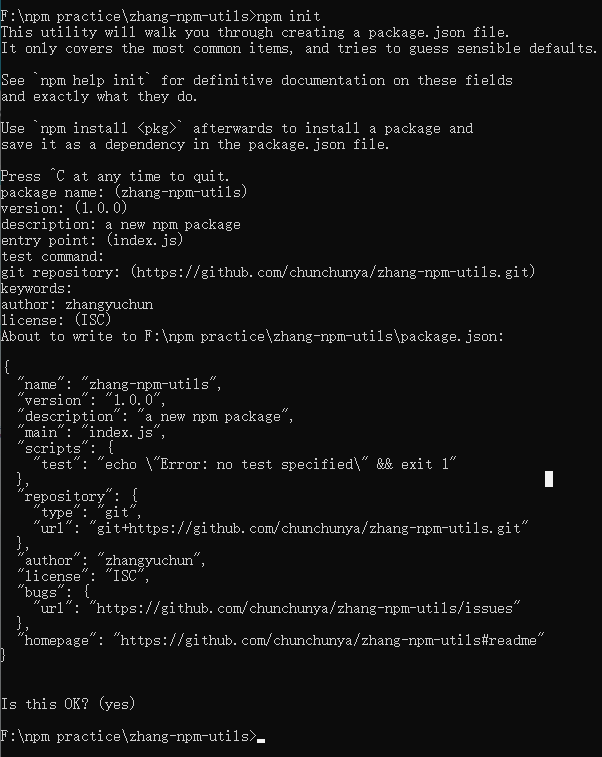 F:\npm practice\zhang-npm-utils>npm init
This utility will walk you through creating a package.json file.
It only covers the most common items, and tries to guess sensible defaults.
See `npm help init` for definitive documentation on these fields
and exactly what they do.
Use `npm install <pkg>` afterwards to install a package and
save it as a dependency in the package.json file.
Press ^C at any time to quit.
package name: (zhang-npm-utils)
version: (1.0.0)
description: a new npm package
entry point: (index.js)
test command:
git repository: (https://github.com/chunchunya/zhang-npm-utils.git)
keywords:
author: zhangyuchun
license: (ISC)
About to write to F:\npm practice\zhang-npm-utils\package.json:
{
  "name": "zhang-npm-utils",
  "version": "1.0.0",
  "description": "a new npm package",
  "main": "index.js",
  "scripts": {
    "test": "echo \"Error: no test specified\" && exit 1"
  },
  "repository": {
    "type": "git",
    "url": "git+https://github.com/chunchunya/zhang-npm-utils.git"
  },
  "author": "zhangyuchun",
  "license": "ISC",
  "bugs": {
    "url": "https://github.com/chunchunya/zhang-npm-utils/issues"
  },
  "homepage": "https://github.com/chunchunya/zhang-npm-utils#readme"
}
Is this OK? (yes)
F:\npm practice\zhang-npm-utils>